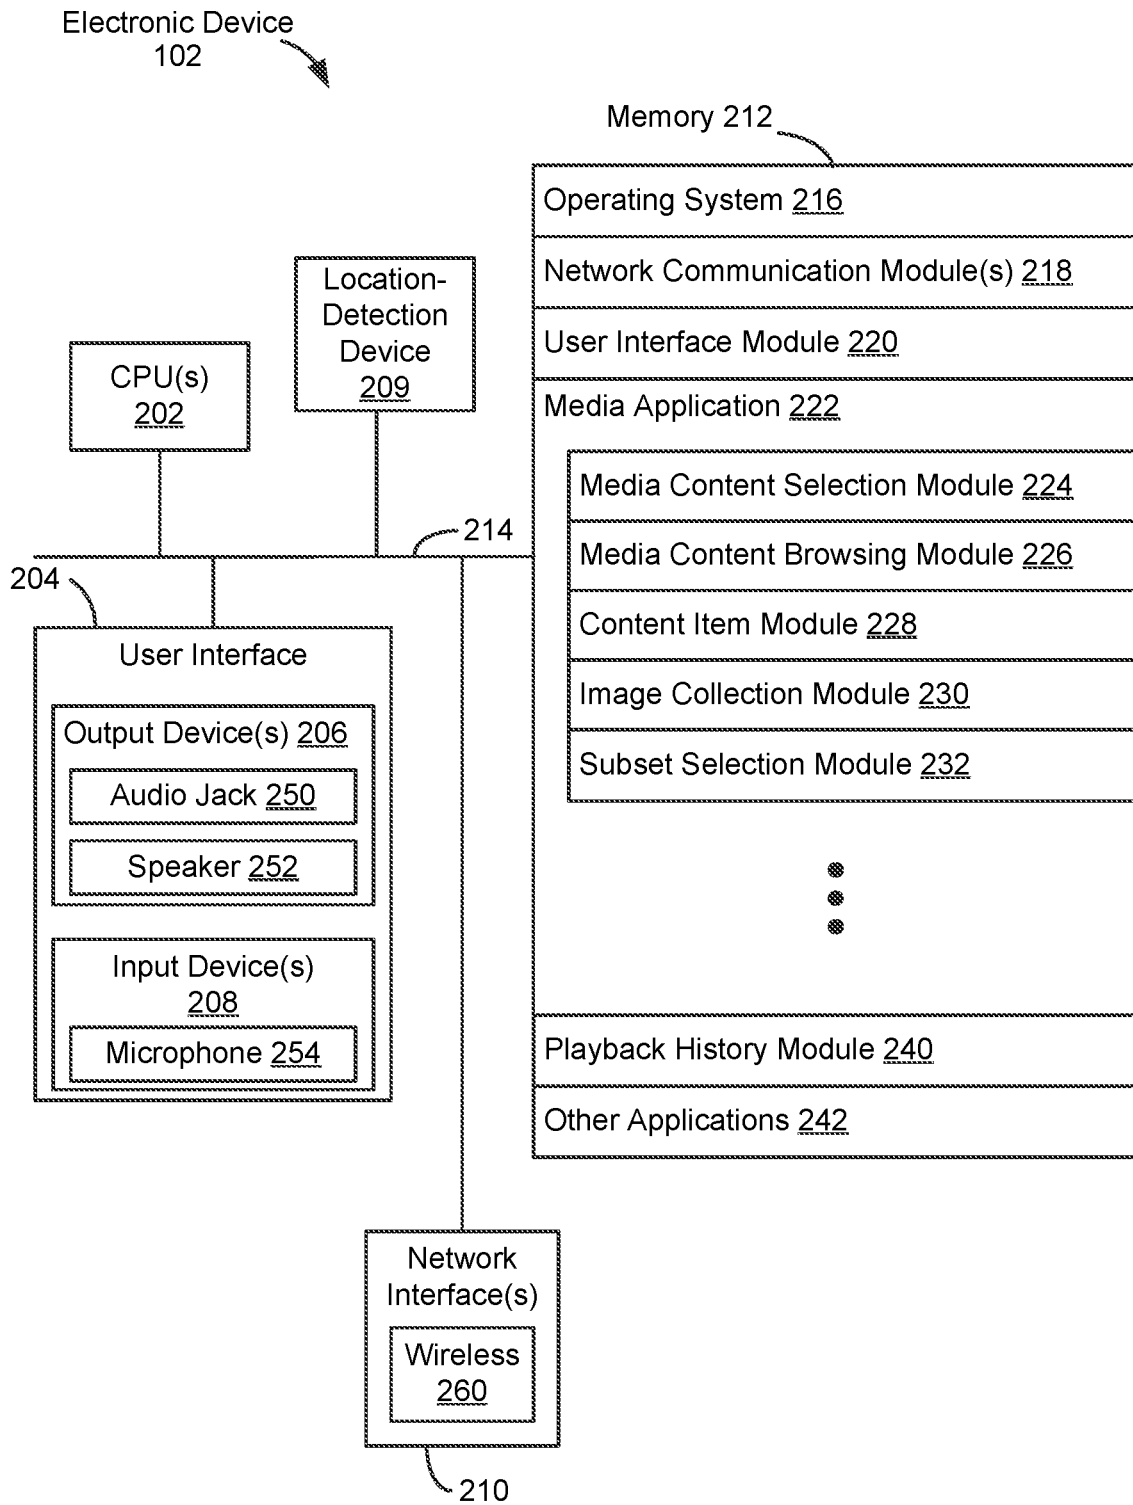 Electronic Device
102
Memory 212
Operating System 216
Network Communication Module(s) 218
User Interface Module 220
Media Application 222
Media Content Selection Module 224
Media Content Browsing Module 226
Content Item Module 228
Image Collection Module 230
Subset Selection Module 232
Playback History Module 240
Other Applications 242
Location-
Detection
Device
209
CPU(s)
202
214
204
User Interface
Output Device(s) 206
Audio Jack 250
Speaker 252
Input Device(s)
208
Microphone 254
Network
Interface(s)
Wireless
260
210